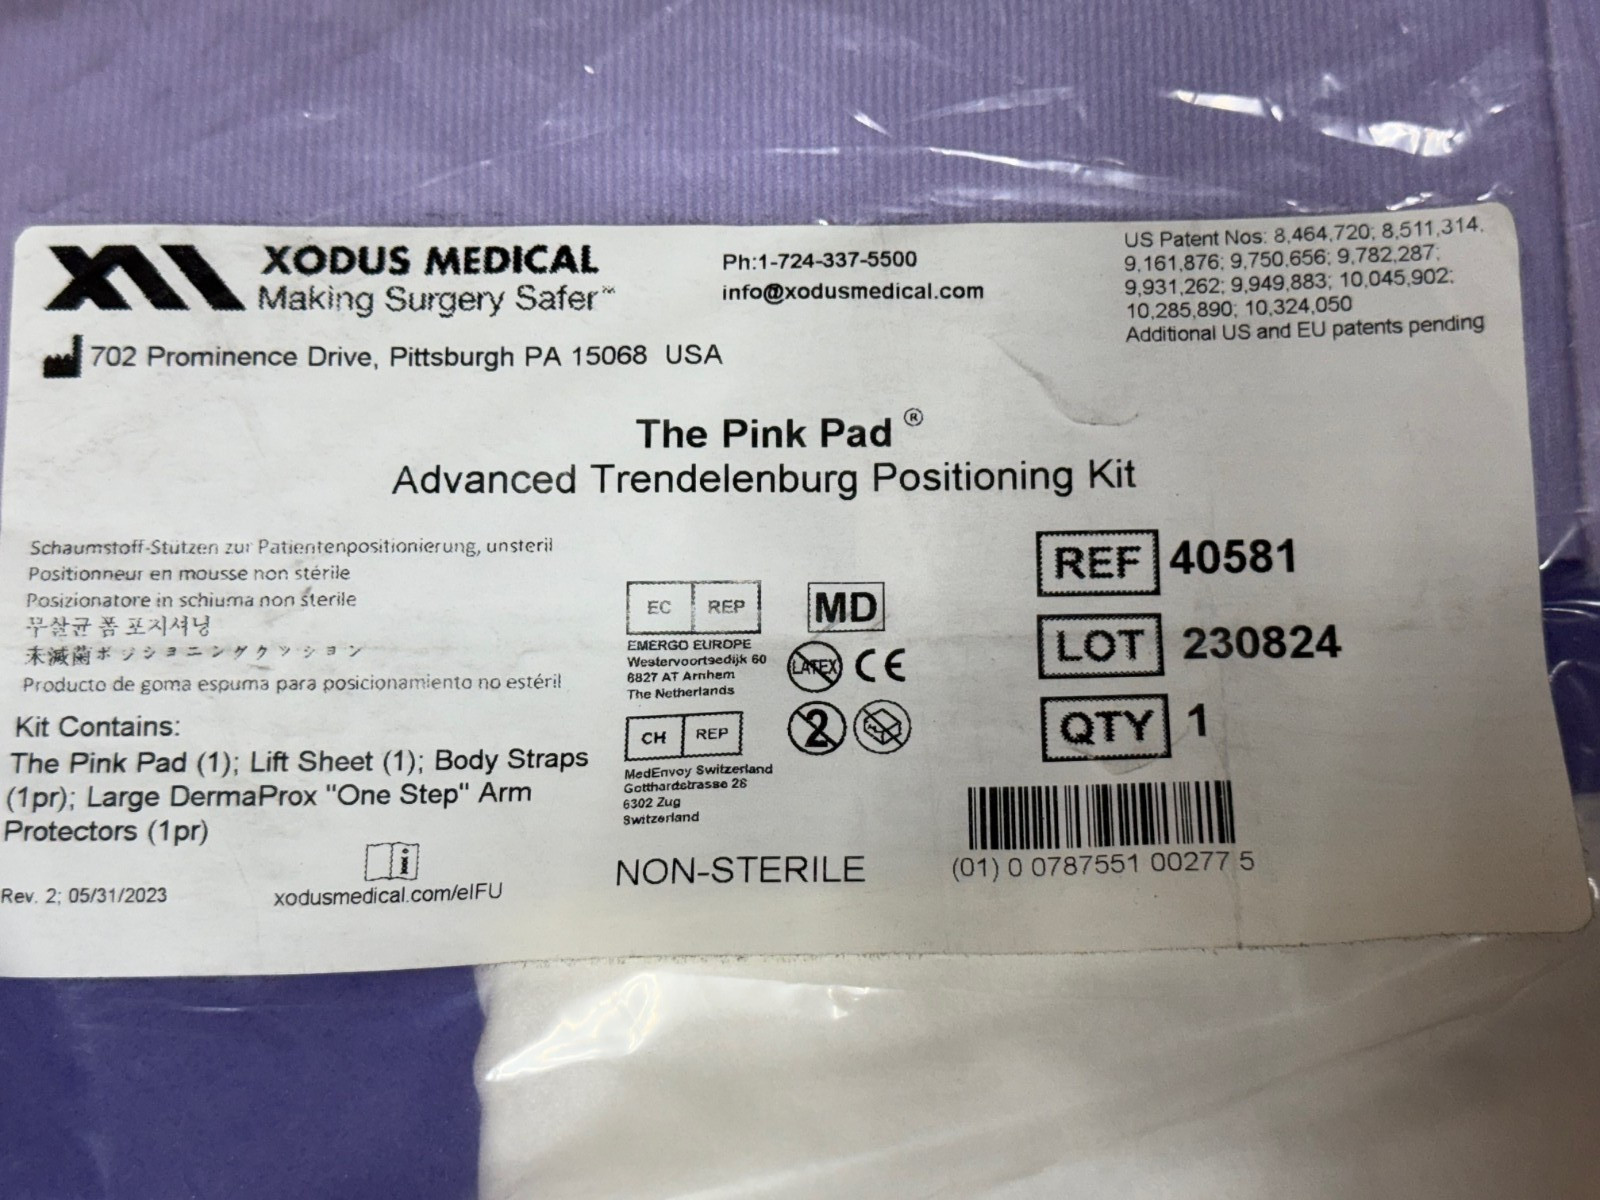 XODUS MEDICAL
Making Surgery Safer™
702 Prominence Drive, Pittsburgh PA 15068 USA
Ph:1-724-337-5500
info@xodusmedical.com
US Patent Nos: 8,464,720; 8,511,314.
9,161,876; 9,750,656; 9,782,287;
9,931,262; 9,949,883; 10,045,902;
10,285,890; 10,324,050
Additional US and EU patents pending
The Pink Pad ®
Advanced Trendelenburg Positioning Kit
Schaumstoff-Stützen zur Patientenpositionierung, unsteril
Positionneur en mousse non stérile
Posizionatore in schiuma non sterile
무살균 폼 포지셔닝
未滅菌ポジショニングクッション
Producto de goma espuma para posicionamiento no estéril
Kit Contains:
The Pink Pad (1); Lift Sheet (1); Body Straps
(1pr); Large DermaProx "One Step" Arm
Protectors (1pr)
xodusmedical.com/eIFU
Rev. 2; 05/31/2023
EC REP
EMERGO EUROPE
Westervoortsedijk 60
6827 AT Arnhem
The Netherlands
CH REP
MedEnvoy Switzerland
Gotthardstrasse 28
6302 Zug
Switzerland
MD
LATEX CE
2
NON-STERILE
REF 40581
LOT 230824
QTY 1
(01) 0 0787551 00277 5